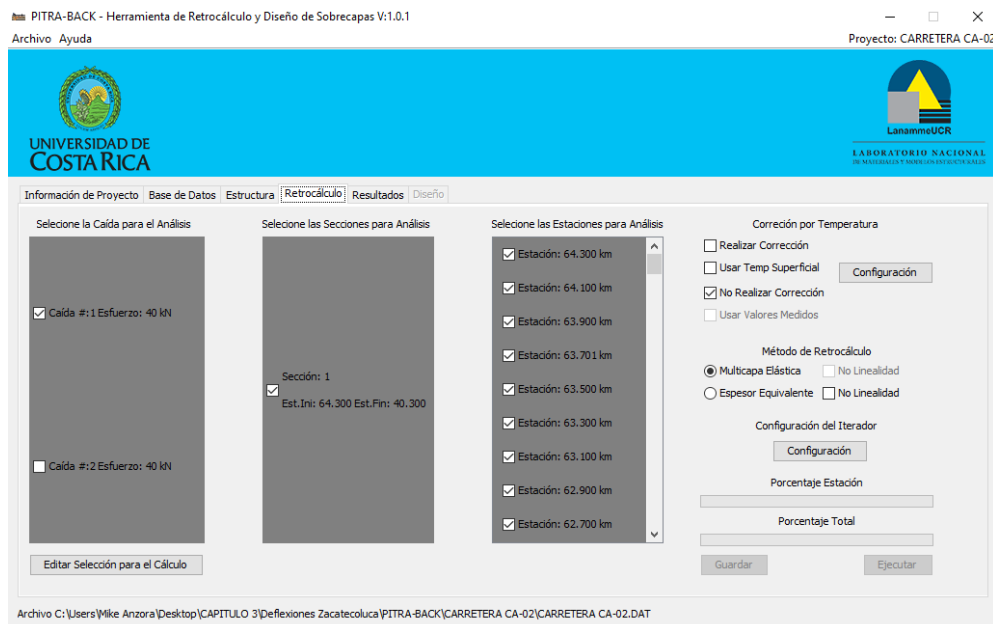 PITRA-BACK - Herramienta de Retrocálculo y Diseño de Sobrecapas V:1.0.1
Archivo Ayuda
Proyecto: CARRETERA CA-02
UNIVERSIDAD DE
COSTA RICA
LanammeUCR
LABORATORIO NACIONAL
DE MATERIALES Y MODELOS ESTRUCTURALES
Información de Proyecto Base de Datos Estructura Retrocálculo Resultados Diseño
Selecione la Caída para el Análisis
Caída #:1 Esfuerzo: 40 kN
Caída #:2 Esfuerzo: 40 kN
Editar Selección para el Cálculo
Selecione las Secciones para Análisis
Sección: 1
Est.Ini: 64.300 Est.Fin: 40.300
Selecione las Estaciones para Análisis
Estación: 64.300 km
Estación: 64.100 km
Estación: 63.900 km
Estación: 63.701 km
Estación: 63.500 km
Estación: 63.300 km
Estación: 63.100 km
Estación: 62.900 km
Estación: 62.700 km
Correción por Temperatura
Realizar Corrección
Usar Temp Superficial
Configuración
No Realizar Corrección
Usar Valores Medidos
Método de Retrocálculo
Multicapa Elástica No Linealidad
Espesor Equivalente No Linealidad
Configuración del Iterador
Configuración
Porcentaje Estación
Porcentaje Total
Guardar Ejecutar
Archivo C:\Users\Mike Anzora\Desktop\CAPITULO 3\Deflexiones Zacatecoluca\PITRA-BACK\CARRETERA CA-02\CARRETERA CA-02.DAT